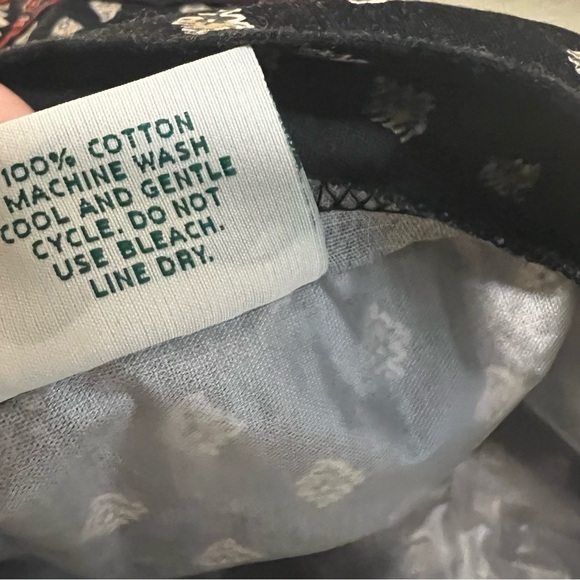 100% COTTON
MACHINE WASH
COOL AND GENTLE
CYCLE. DO NOT
USE BLEACH.
LINE DRY.